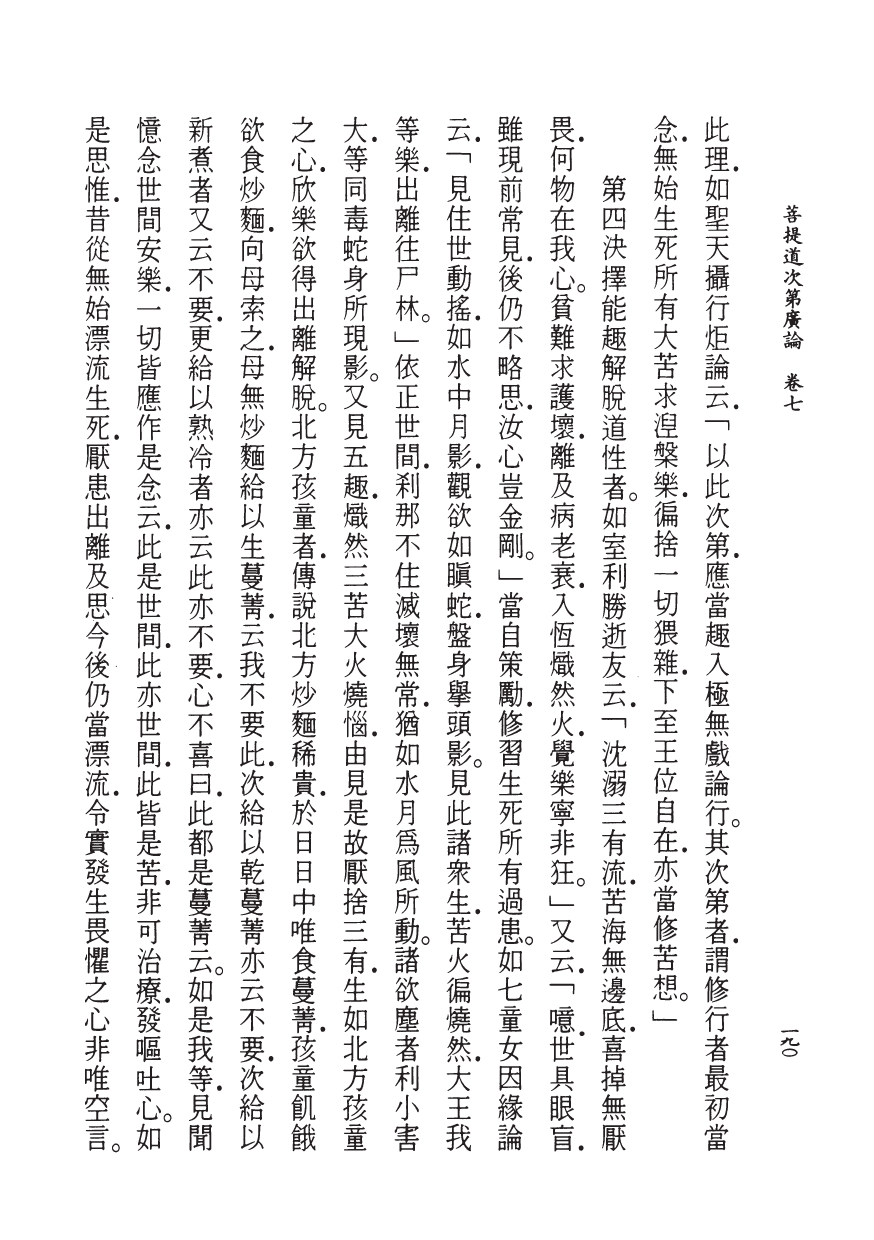 菩提道次第廣論　卷七
一九〇
此理．如聖天攝行炬論云．「以此次第．應當趣入極無戲論行。其次第者．謂修行者最初當
念．無始生死所有大苦求湼槃樂．徧捨一切猥雜．下至王位自在．亦當修苦想。」
第四決擇能趣解脫道性者。如室利勝逝友云．「沈溺三有流．苦海無邊底．喜掉無厭
畏．何物在我心。貧難求護壞．離及病老衰．入恆熾然火．覺樂寧非狂。」又云．「噫．世具眼盲．
雖現前常見．後仍不略思．汝心豈金剛。」當自策勵．修習生死所有過患。如七童女因緣論
云．「見住世動搖．如水中月影．觀欲如瞋蛇．盤身擧頭影。見此諸衆生．苦火徧燒然．大王我
等樂．出離往尸林。」依正世間．刹那不住滅壞無常．猶如水月爲風所動。諸欲塵者利小害
大．等同毒蛇身所現影。又見五趣．熾然三苦大火燒惱．由見是故厭捨三有．生如北方孩童
之心．欣樂欲得出離解脫。北方孩童者．傳說北方炒麵稀貴．於日日中唯食蔓菁．孩童飢餓
欲食炒麵．向母索之．母無炒麵給以生蔓菁．云我不要此．次給以乾蔓菁亦云不要．次給以
新煮者又云不要．更給以熟冷者亦云此亦不要．心不喜曰．此都是蔓菁云。如是我等．見聞
憶念世間安樂．一切皆應作是念云．此是世間．此亦世間．此皆是苦．非可治療．發嘔吐心。如
是思惟．昔從無始漂流生死．厭患出離及思今後仍當漂流．令實發生畏懼之心非唯空言。